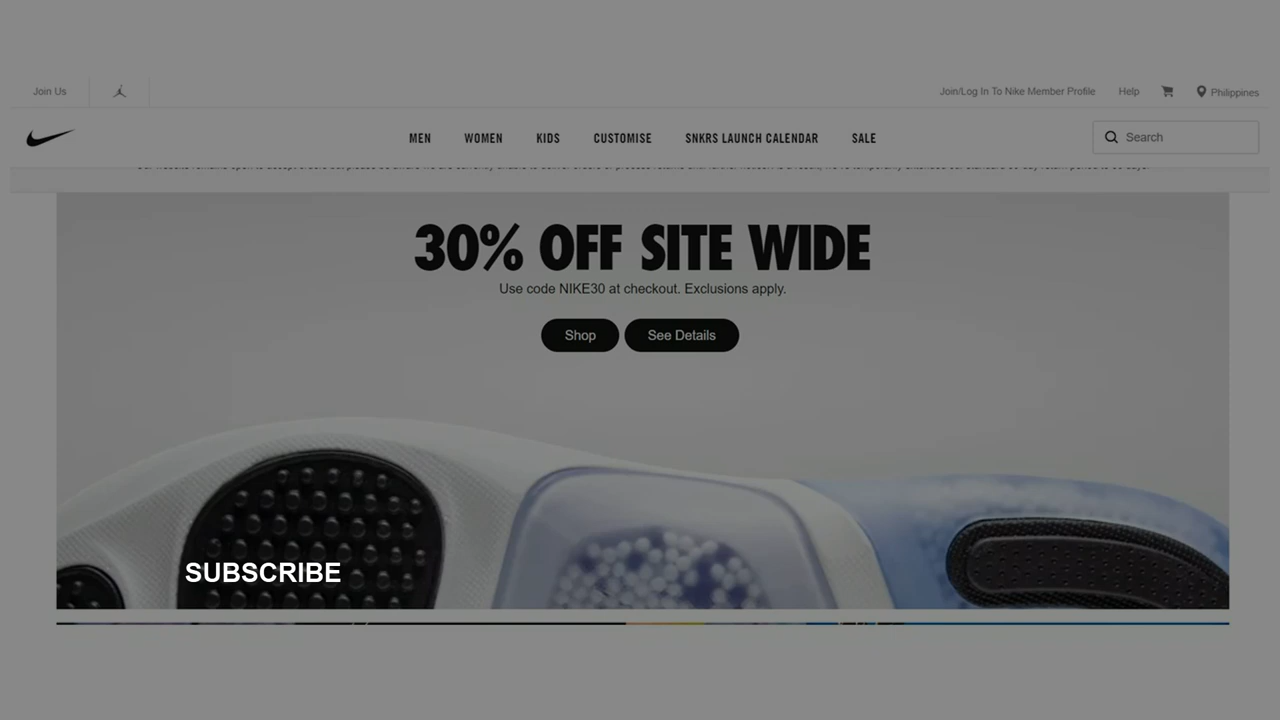 Join Us
Join/Log In To Nike Member Profile
Help
Philippines
MEN
WOMEN
KIDS
CUSTOMISE
SNKRS LAUNCH CALENDAR
SALE
Search
30% OFF SITE WIDE
Use code NIKE30 at checkout. Exclusions apply.
Shop
See Details
SUBSCRIBE